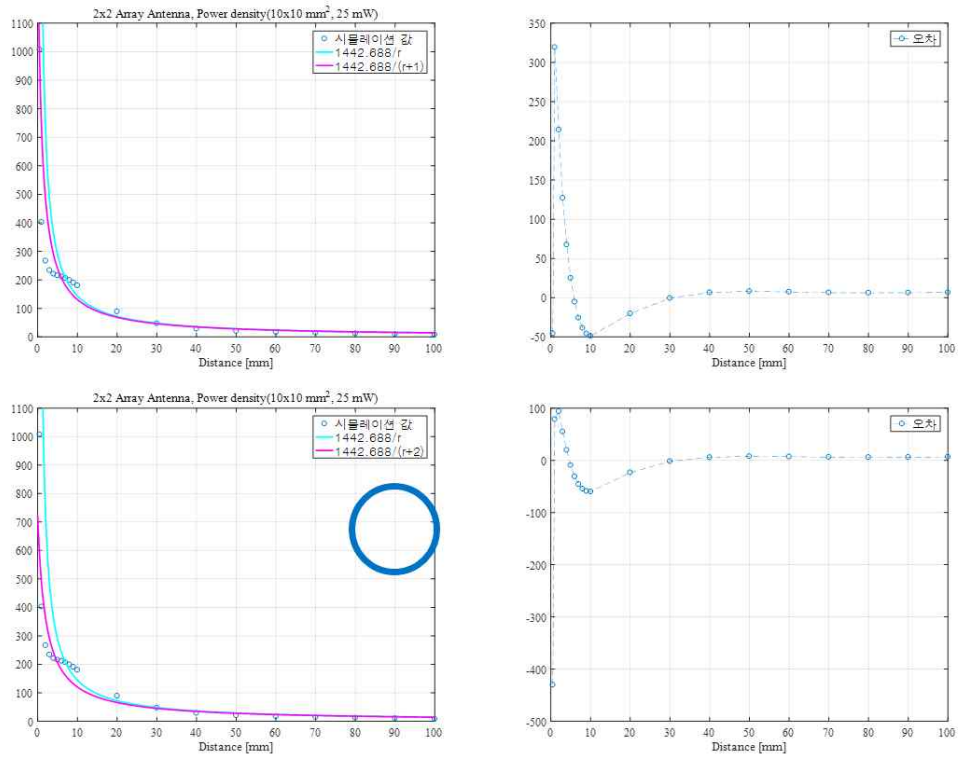 2x2 Array Antenna, Power density(10x10 mm², 25 mW)
1100
1000
900
800
700
600
500
400
300
200
100
0
시뮬레이션 값
1442.688/r
1442.688/(r+1)
0 10 20 30 40 50 60 70 80 90 100
Distance [mm]
350
300
250
200
150
100
50
0
-50
오차
0 10 20 30 40 50 60 70 80 90 100
Distance [mm]
2x2 Array Antenna, Power density(10x10 mm², 25 mW)
1100
1000
900
800
700
600
500
400
300
200
100
0
시뮬레이션 값
1442.688/r
1442.688/(r+2)
0 10 20 30 40 50 60 70 80 90 100
Distance [mm]
100
0
-100
-200
-300
-400
-500
오차
0 10 20 30 40 50 60 70 80 90 100
Distance [mm]